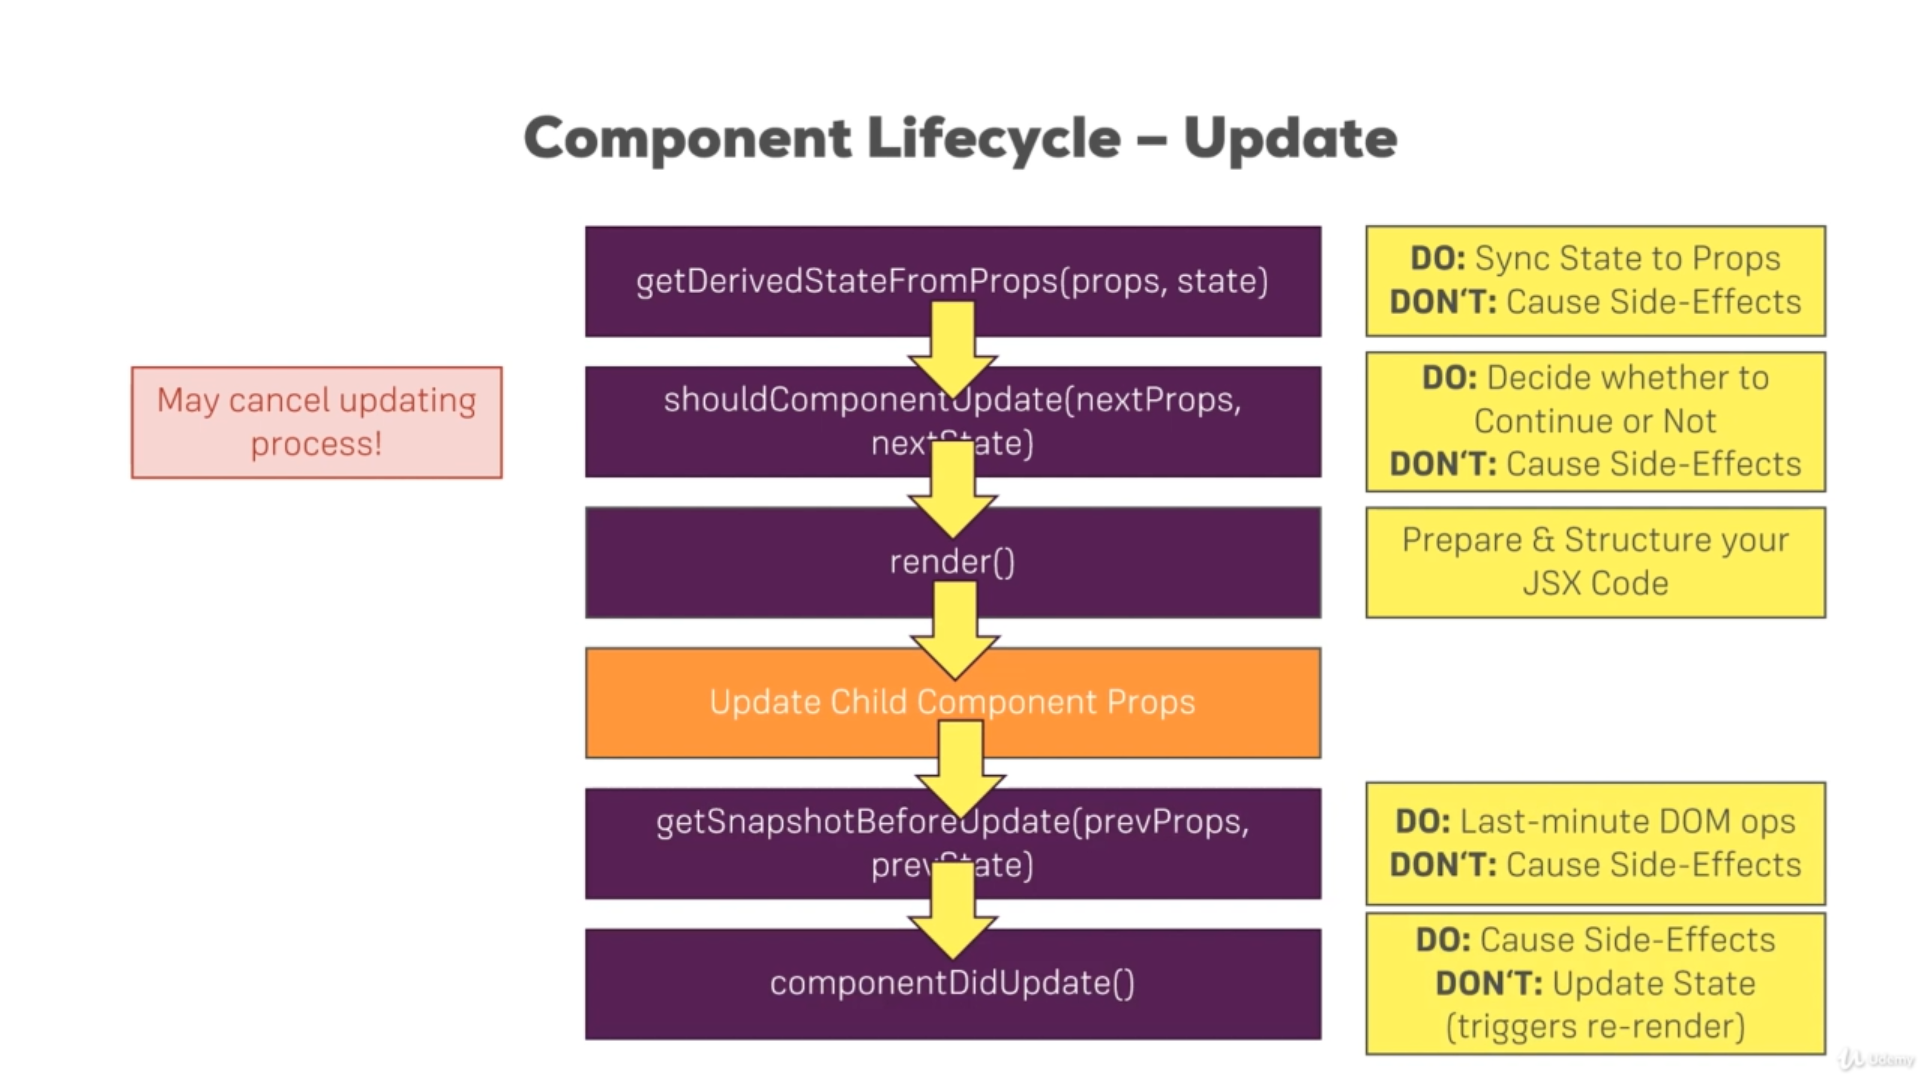 Component Lifecycle – Update
getDerivedStateFromProps(props, state)
DO: Sync State to Props
DON‘T: Cause Side-Effects
May cancel updating
process!
shouldComponentUpdate(nextProps,
nextState)
DO: Decide whether to
Continue or Not
DON‘T: Cause Side-Effects
render()
Prepare & Structure your
JSX Code
Update Child Component Props
getSnapshotBeforeUpdate(prevProps,
prevState)
DO: Last-minute DOM ops
DON‘T: Cause Side-Effects
componentDidUpdate()
DO: Cause Side-Effects
DON‘T: Update State
(triggers re-render)
Udemy